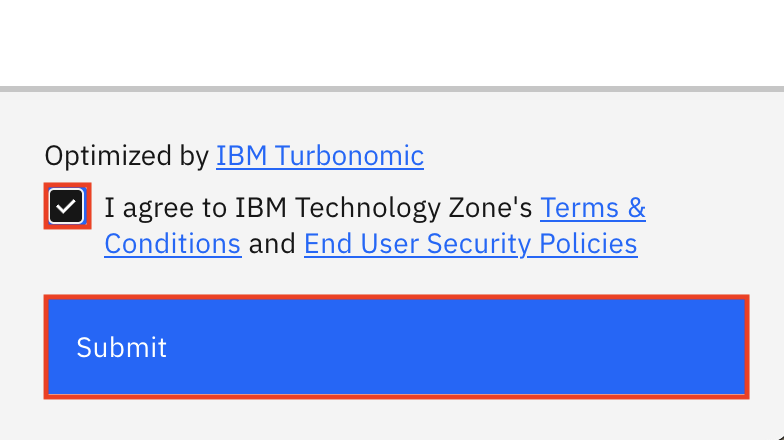 Optimized by IBM Turbonomic
I agree to IBM Technology Zone's Terms &
Conditions and End User Security Policies
Submit